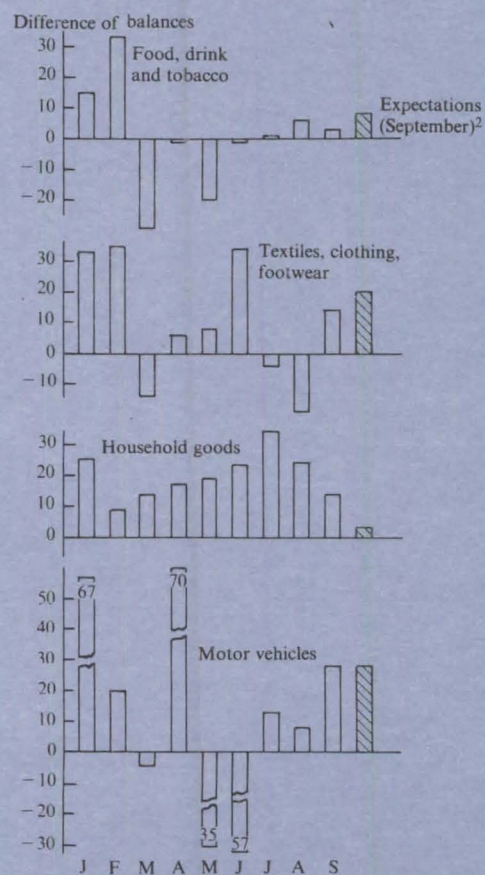 Difference of balances
30
20
10
0
-10
-20
Food, drink
and tobacco
Expectations
(September)2
30
20
10
0
-10
Textiles, clothing,
footwear
30
20
10
0
Household goods
50
40
30
20
10
0
-10
-20
-30
67
70
Motor vehicles
35
57
J F M A M J J A S